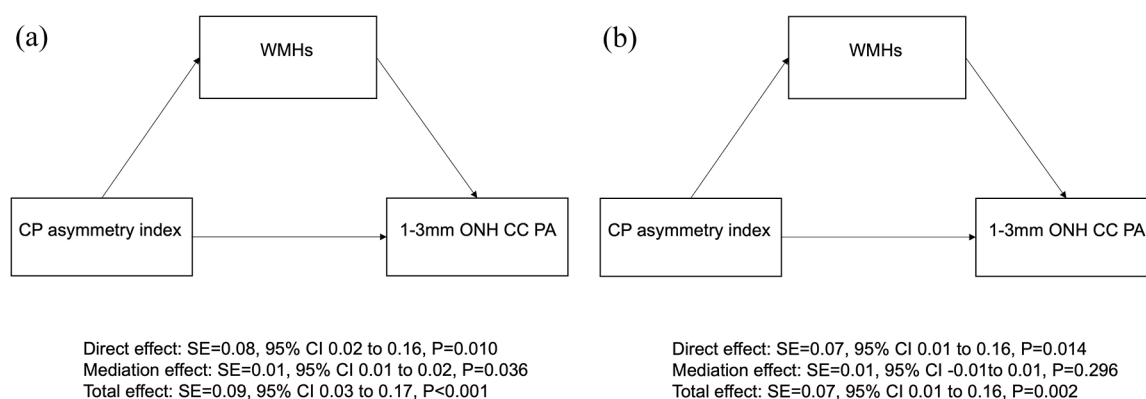 (a)
WMHs
CP asymmetry index
1-3mm ONH CC PA
Direct effect: SE=0.08, 95% CI 0.02 to 0.16, P=0.010
Mediation effect: SE=0.01, 95% CI 0.01 to 0.02, P=0.036
Total effect: SE=0.09, 95% CI 0.03 to 0.17, P<0.001
(b)
WMHs
CP asymmetry index
1-3mm ONH CC PA
Direct effect: SE=0.07, 95% CI 0.01 to 0.16, P=0.014
Mediation effect: SE=0.01, 95% CI -0.01to 0.01, P=0.296
Total effect: SE=0.07, 95% CI 0.01 to 0.16, P=0.002